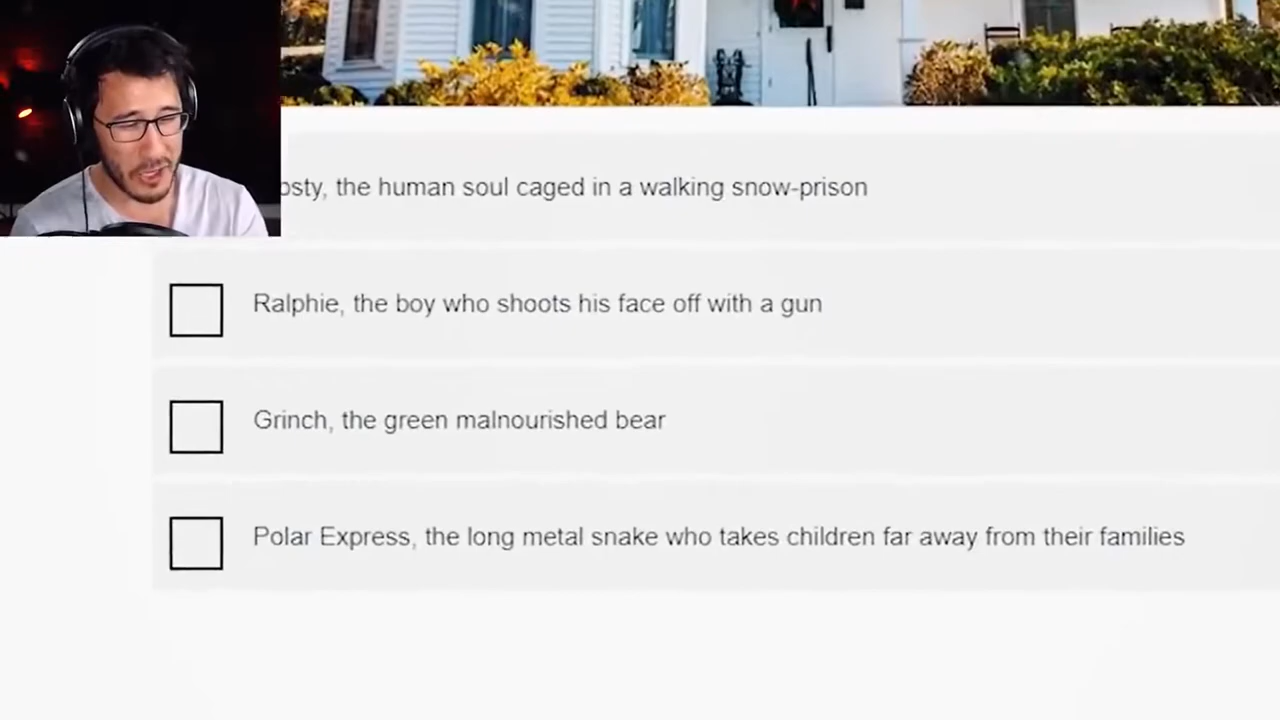 osty, the human soul caged in a walking snow-prison
Ralphie, the boy who shoots his face off with a gun
Grinch, the green malnourished bear
Polar Express, the long metal snake who takes children far away from their families